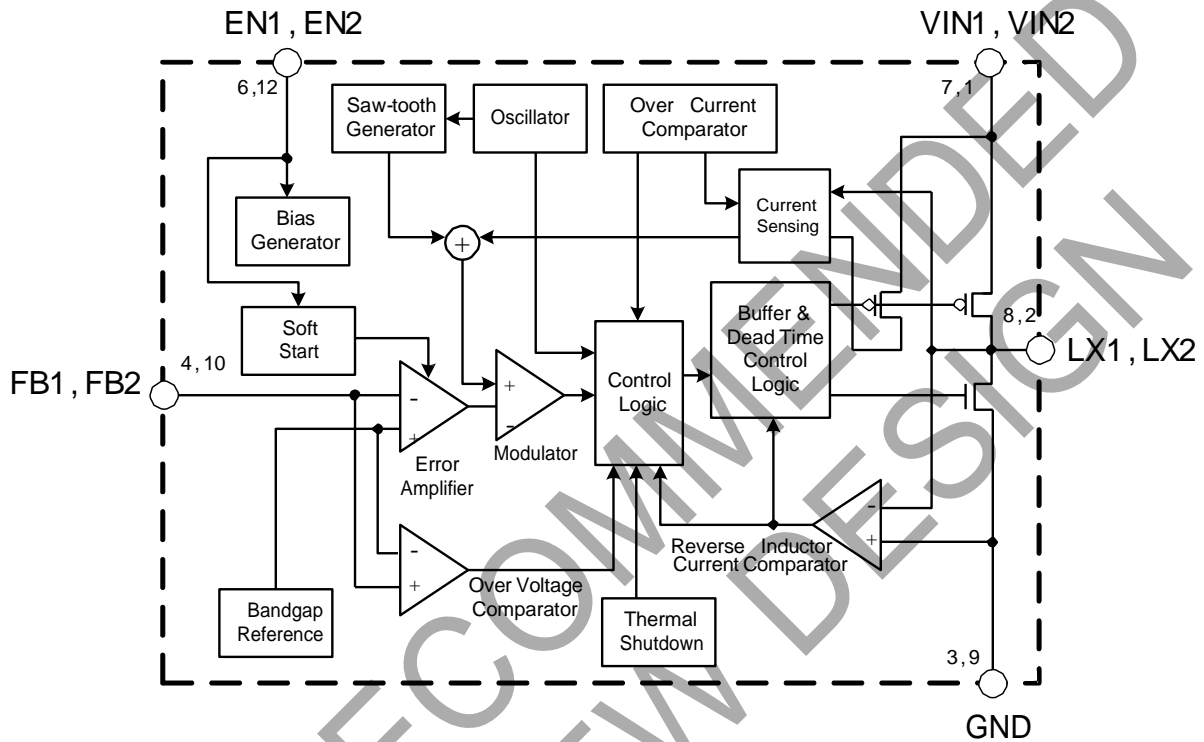 EN1 , EN2
VIN1 , VIN2
6 ,12
7 ,1
Saw-tooth
Generator
Oscillator
Over Current
Comparator
Bias
Generator
+
Current
Sensing
Soft
Start
Buffer &
Dead Time
Control
Logic
8 ,2
LX1 , LX2
4 , 10
FB1 , FB2
-
+
Error
Amplifier
+
-
Modulator
Control
Logic
-
+
Over Voltage
Comparator
Reverse Inductor
Current Comparator
-
+
Bandgap
Reference
Thermal
Shutdown
3 ,9
GND
RECOMMENDED
NEW DESIGN